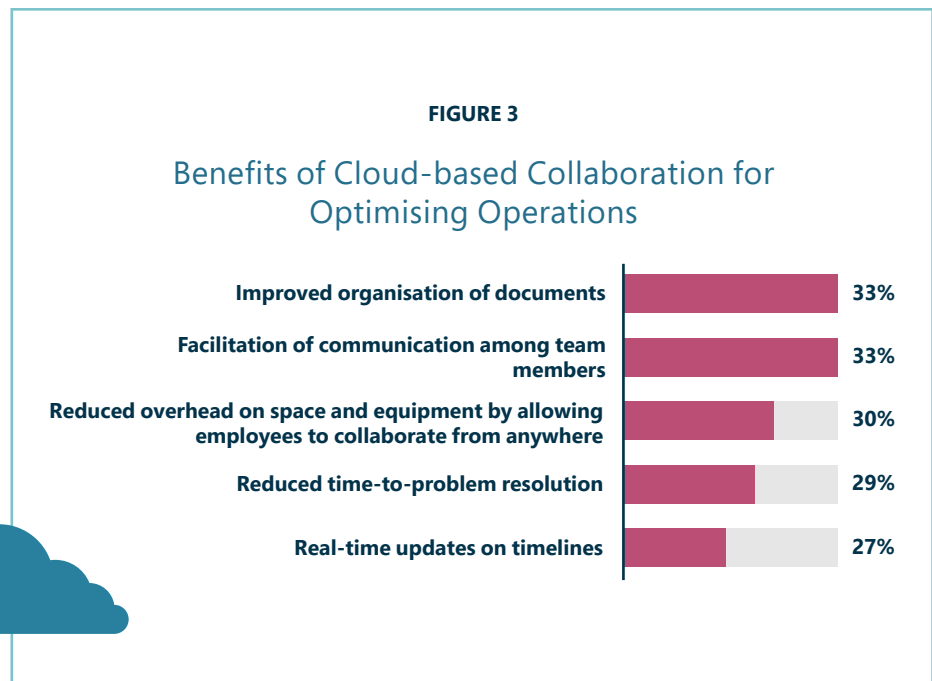 FIGURE 3
Benefits of Cloud-based Collaboration for
Optimising Operations
Improved organisation of documents 33%
Facilitation of communication among team
members 33%
Reduced overhead on space and equipment by allowing
employees to collaborate from anywhere 30%
Reduced time-to-problem resolution 29%
Real-time updates on timelines 27%